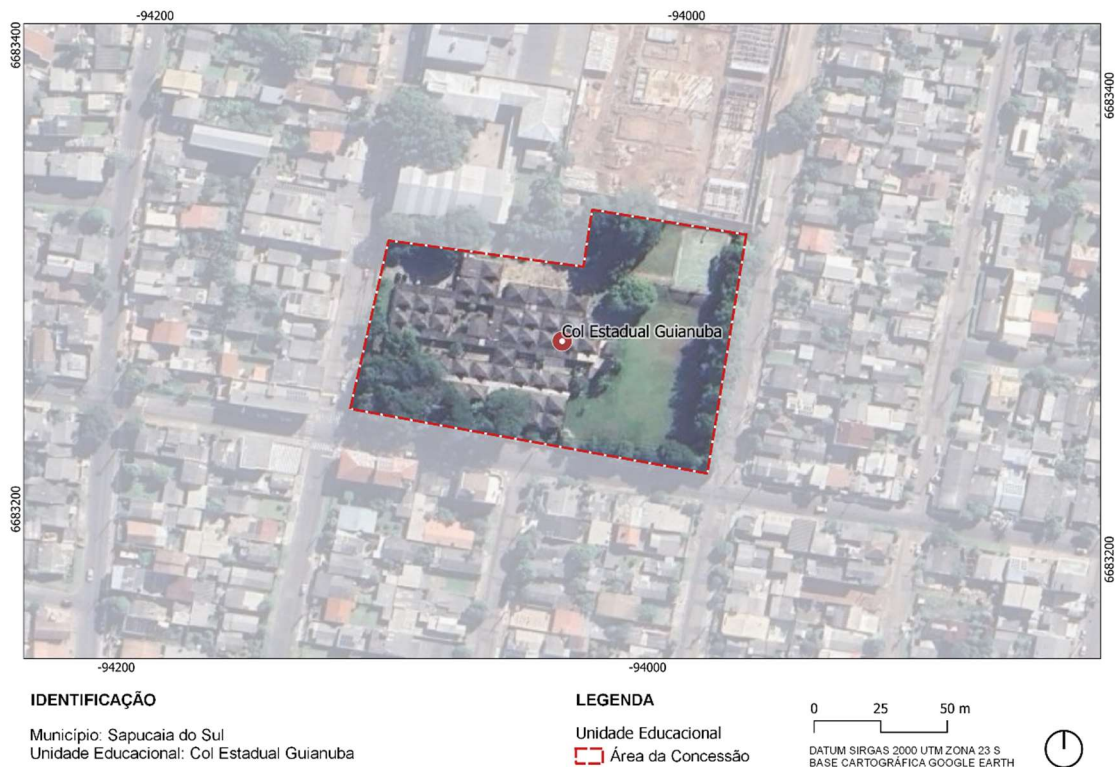 -94200
-94000
6683400
6683400
Col Estadual Guianuba
6683200
6683200
-94200
-94000
IDENTIFICAÇÃO
Município: Sapucaia do Sul
Unidade Educacional: Col Estadual Guianuba
LEGENDA
Unidade Educacional
Área da Concessão
0 25 50 m
DATUM SIRGAS 2000 UTM ZONA 23 S
BASE CARTOGRÁFICA GOOGLE EARTH